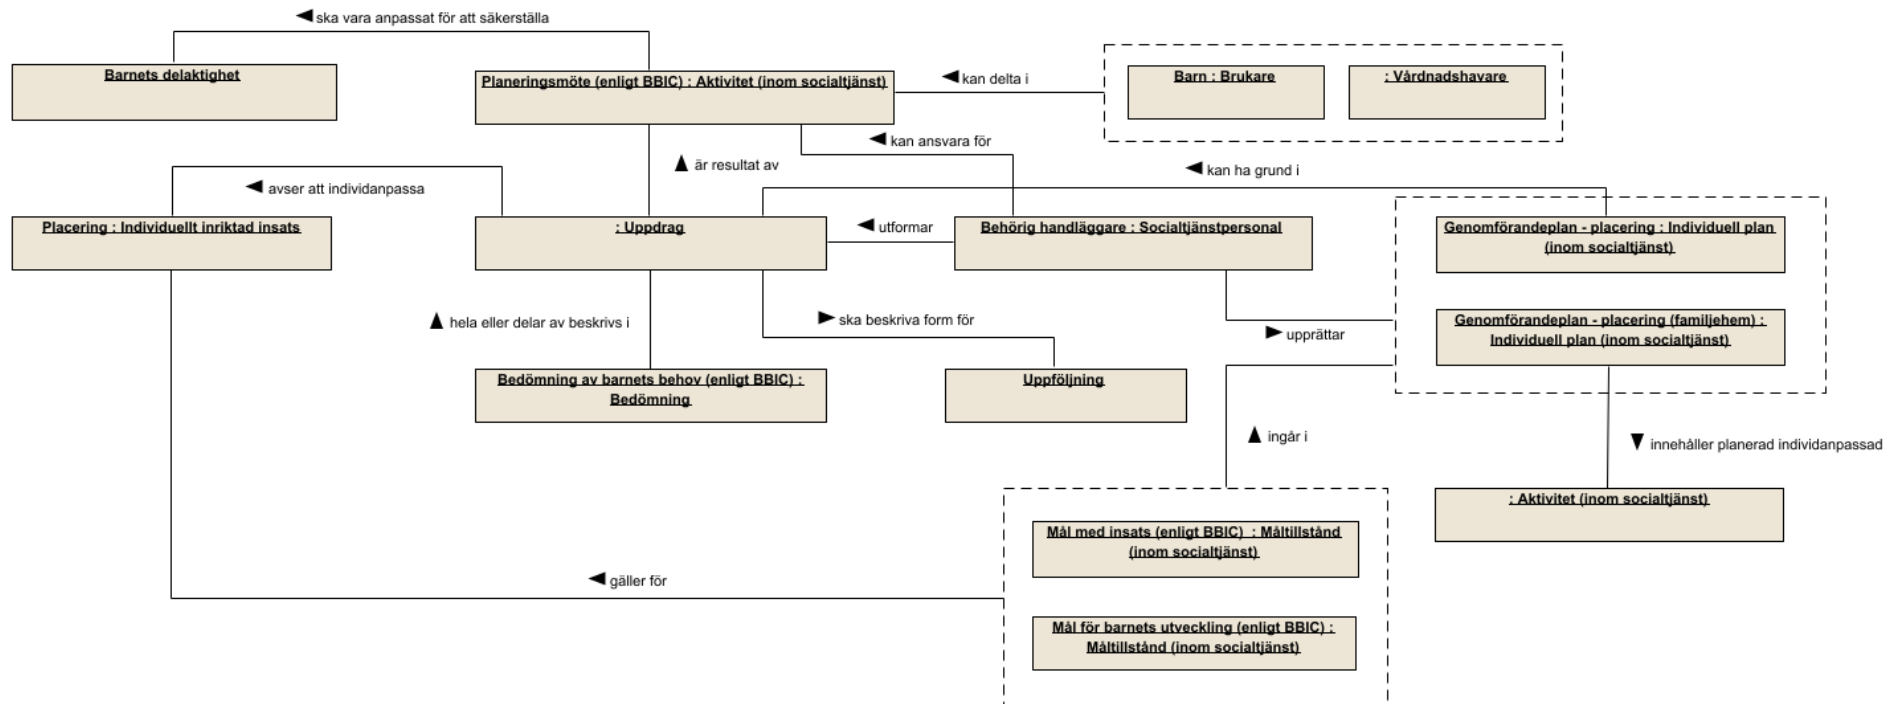 ska vara anpassat för att säkerställa
Barnets delaktighet
Planeringsmöte (enligt BBIC) : Aktivitet (inom socialtjänst)
kan delta i
Barn : Brukare
: Vårdnadshavare
kan ansvara för
är resultat av
kan ha grund i
avser att individanpassa
Placering : Individuellt inriktad insats
: Uppdrag
utformar
Behörig handläggare : Socialtjänstpersonal
Genomförandeplan - placering : Individuell plan
(inom socialtjänst)
hela eller delar av beskrivs i
ska beskriva form för
upprättar
Genomförandeplan - placering (familjehem) :
Individuell plan (inom socialtjänst)
Bedömning av barnets behov (enligt BBIC) :
Bedömning
Uppföljning
ingår i
innehåller planerad individanpassad
: Aktivitet (inom socialtjänst)
Mål med insats (enligt BBIC)  : Måltillstånd
(inom socialtjänst)
gäller för
Mål för barnets utveckling (enligt BBIC) :
Måltillstånd (inom socialtjänst)